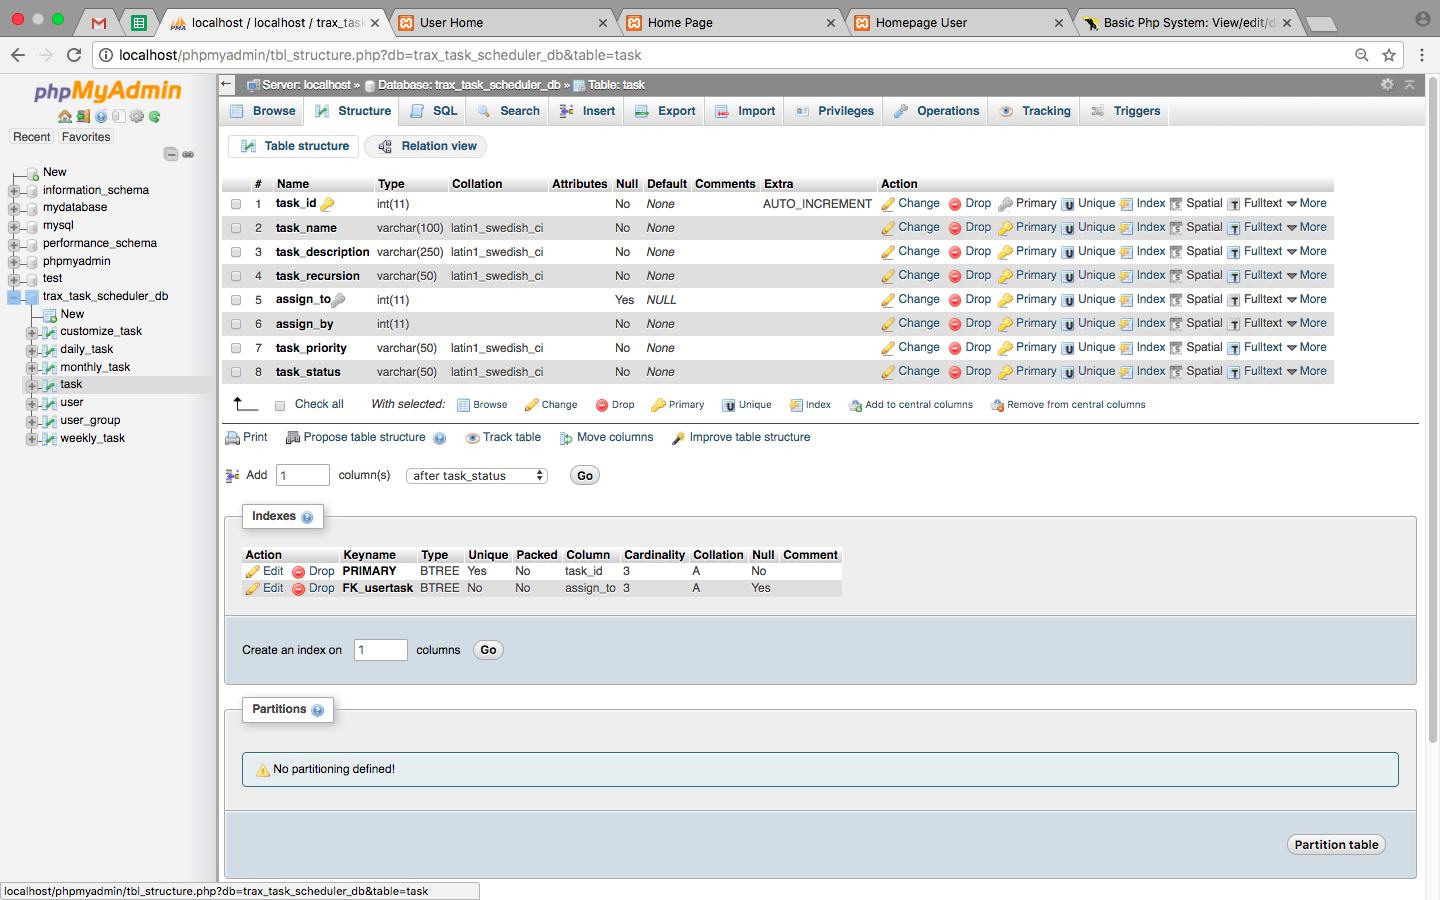 localhost / localhost / trax_tas
User Home
Home Page
Homepage User
Basic Php System: View/edit/d
localhost/phpmyadmin/tbl_structure.php?db=trax_task_scheduler_db&table=task
phpMyAdmin
Recent Favorites
New
information_schema
mydatabase
mysql
performance_schema
phpmyadmin
test
trax_task_scheduler_db
New
customize_task
daily_task
monthly_task
task
user
user_group
weekly_task
Server: localhost » Database: trax_task_scheduler_db » Table: task
Browse Structure SQL Search Insert Export Import Privileges Operations Tracking Triggers
Table structure Relation view
# Name Type Collation Attributes Null Default Comments Extra Action
1 task_id int(11) No None AUTO_INCREMENT Change Drop Primary Unique Index Spatial Fulltext More
2 task_name varchar(100) latin1_swedish_ci No None Change Drop Primary Unique Index Spatial Fulltext More
3 task_description varchar(250) latin1_swedish_ci No None Change Drop Primary Unique Index Spatial Fulltext More
4 task_recursion varchar(50) latin1_swedish_ci No None Change Drop Primary Unique Index Spatial Fulltext More
5 assign_to int(11) Yes NULL Change Drop Primary Unique Index Spatial Fulltext More
6 assign_by int(11) No None Change Drop Primary Unique Index Spatial Fulltext More
7 task_priority varchar(50) latin1_swedish_ci No None Change Drop Primary Unique Index Spatial Fulltext More
8 task_status varchar(50) latin1_swedish_ci No None Change Drop Primary Unique Index Spatial Fulltext More
Check all With selected: Browse Change Drop Primary Unique Index Add to central columns Remove from central columns
Print Propose table structure Track table Move columns Improve table structure
Add 1 column(s) after task_status Go
Indexes
Action Keyname Type Unique Packed Column Cardinality Collation Null Comment
Edit Drop PRIMARY BTREE Yes No task_id 3 A No
Edit Drop FK_usertask BTREE No No assign_to 3 A Yes
Create an index on 1 columns Go
Partitions
No partitioning defined!
Partition table
localhost/phpmyadmin/tbl_structure.php?db=trax_task_scheduler_db&table=task